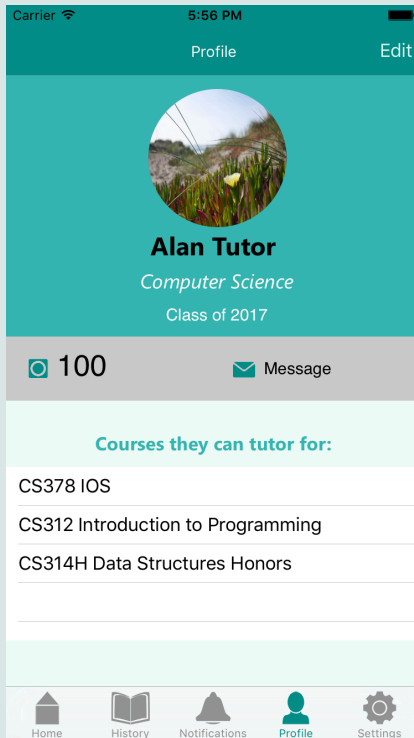 Carrier 5:56 PM
Profile Edit
Alan Tutor
Computer Science
Class of 2017
100 Message
Courses they can tutor for:
CS378 IOS
CS312 Introduction to Programming
CS314H Data Structures Honors
Home History Notifications Profile Settings